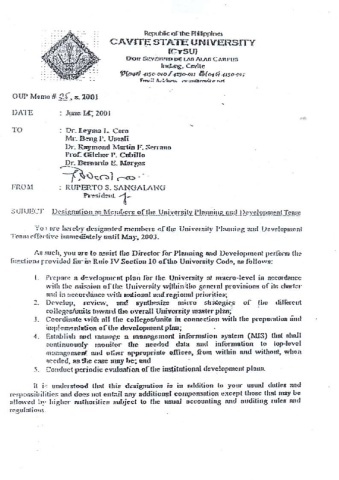 Republic of the Philippines
CAVITE STATE UNIVERSITY
(CvSU)
DON SEVERINO DE LAS ALAS CAMPUS
Indang, Cavite
OUP Memo # 95, s. 2001
DATE : June 15, 2001
TO : Dr. Leyma L. Cero
Mr. Beng P. Umali
Dr. Raymond Martin F. Serrano
Prof. Gilchor P. Cubillo
Dr. Bernardo E. Margos
FROM : RUPERTO S. SANGALANG
President
SUBJECT : Designation as Members of the University Planning and Development Team
You are hereby designated members of the University Planning and Development
Team effective immediately until May, 2003.
As such, you are to assist the Director for Planning and Development perform the
functions provided for in Rule IV Section 10 of the University Code, as follows:
1. Prepare a development plan for the University at macro-level in accordance
with the mission of the University within the general provisions of its charter
and in accordance with national and regional priorities;
2. Develop, review, and synthesize micro strategies of the different
colleges/units toward the overall University master plan;
3. Coordinate with all the colleges/units in connection with the preparation and
implementation of the development plan;
4. Establish and manage a management information system (MIS) that shall
continuously monitor the needed data and information to top-level
management and other appropriate offices, from within and without, when
needed, as the case may be; and
5. Conduct periodic evaluation of the institutional development plans.
It is understood that this designation is in addition to your usual duties and
responsibilities and does not entail any additional compensation except those that may be
allowed by higher authorities subject to the usual accounting and auditing rules and
regulations.